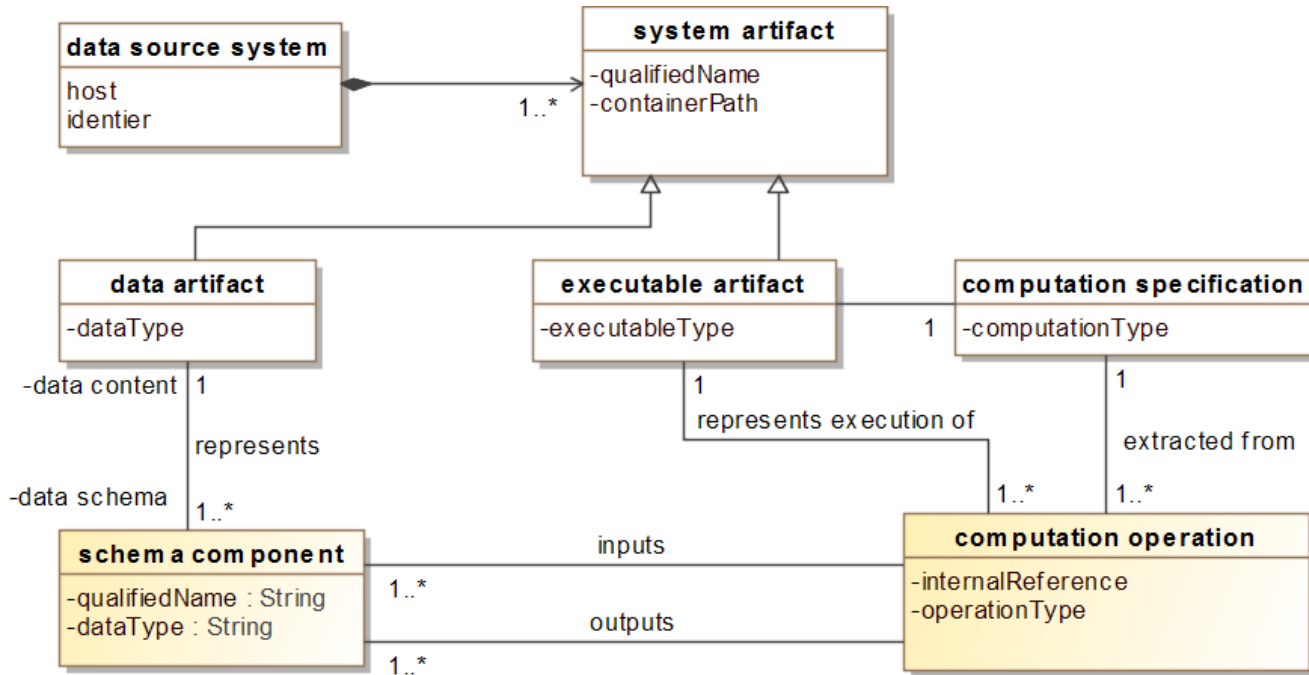 data source system
host
identier
1..*
system artifact
-qualifiedName
-containerPath
data artifact
-dataType
executable artifact
-executableType
1
computation specification
-computationType
-data content
1
represents
-data schema
1..*
1
represents execution of
1..*
1
extracted from
1..*
schema component
-qualifiedName : String
-dataType : String
inputs
1..*
outputs
1..*
computation operation
-internalReference
-operationType